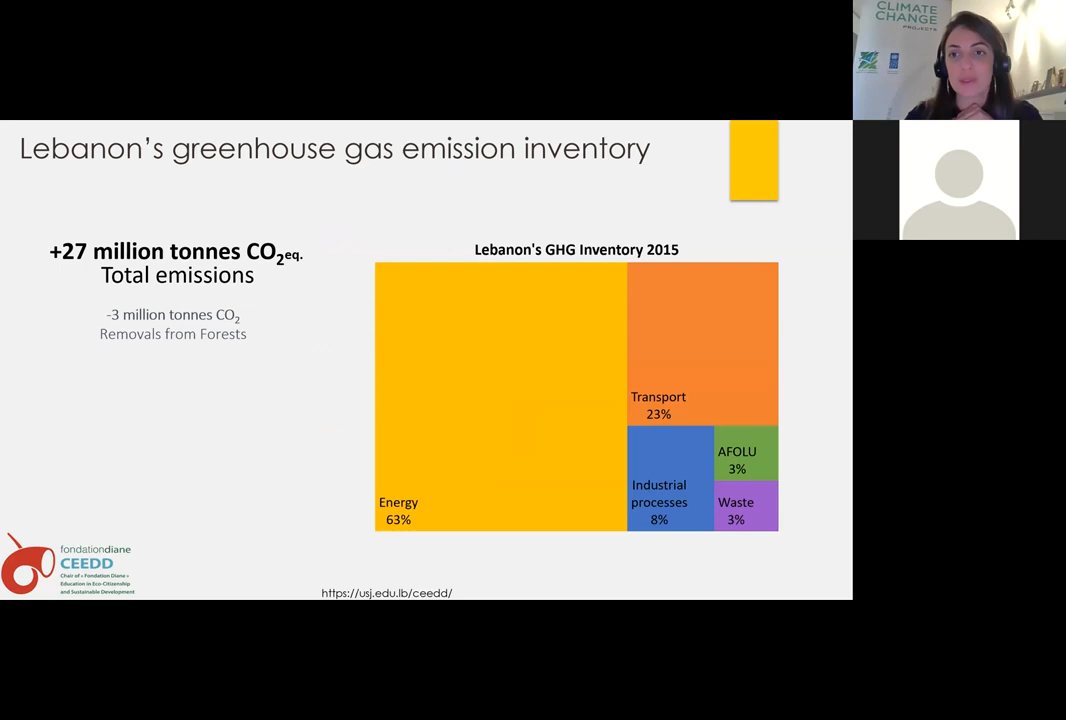 CLIMATE
CHANGE
PROJECTS
Lebanon's greenhouse gas emission inventory
+27 million tonnes CO2eq.
Total emissions
-3 million tonnes CO2
Removals from Forests
Lebanon's GHG Inventory 2015
Transport
23%
AFOLU
3%
Industrial
processes
8%
Waste
3%
Energy
63%
fondationdiane
CEEDD
Chair of « Fondation Diane »
Education in Eco-Citizenship
and Sustainable Development
https://usj.edu.lb/ceedd/